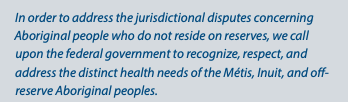 In order to address the jurisdictional disputes concerning
Aboriginal people who do not reside on reserves, we call
upon the federal government to recognize, respect, and
address the distinct health needs of the Métis, Inuit, and off-
reserve Aboriginal peoples.